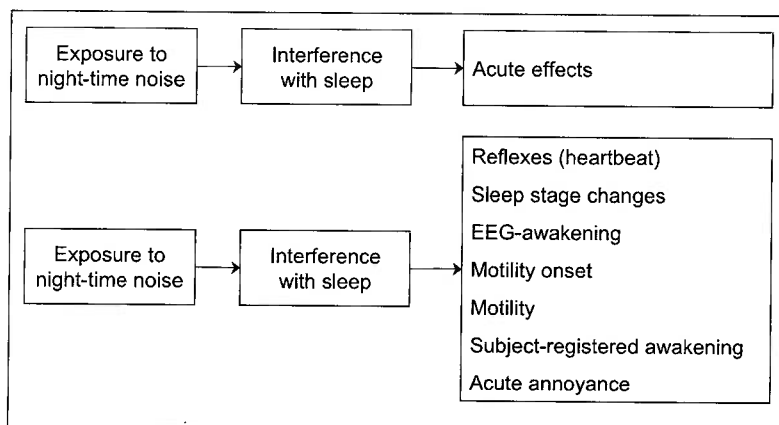 Exposure to
night-time noise
Interference
with sleep
Acute effects
Exposure to
night-time noise
Interference
with sleep
Reflexes (heartbeat)
Sleep stage changes
EEG-awakening
Motility onset
Motility
Subject-registered awakening
Acute annoyance